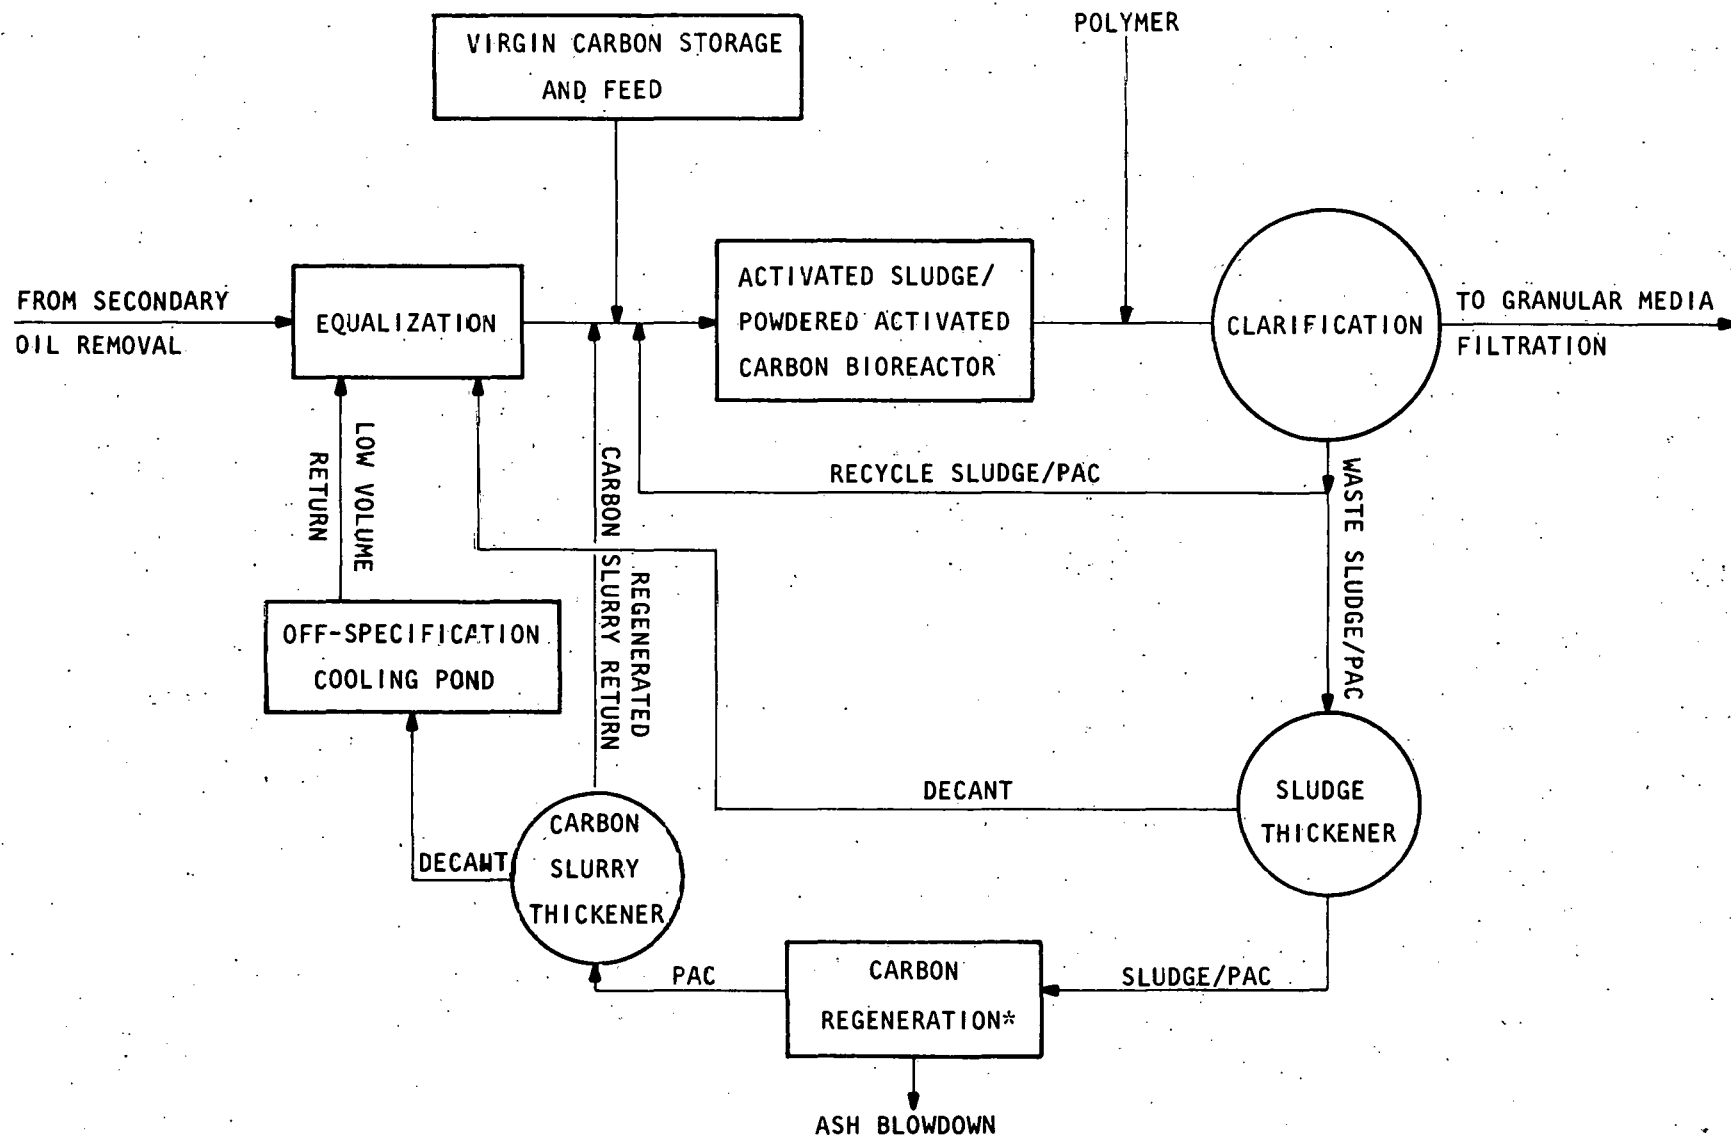 POLYMER
VIRGIN CARBON STORAGE
AND FEED
FROM SECONDARY
OIL REMOVAL
EQUALIZATION
ACTIVATED SLUDGE/
POWDERED ACTIVATED
CARBON BIOREACTOR
CLARIFICATION
TO GRANULAR MEDIA
FILTRATION
LOW VOLUME
RETURN
CARBON SLURRY RETURN
REGENERATED
RECYCLE SLUDGE/PAC
WASTE SLUDGE/PAC
OFF-SPECIFICATION
COOLING POND
DECANT
SLUDGE
THICKENER
CARBON
SLURRY
THICKENER
DECANT
PAC
CARBON
REGENERATION*
SLUDGE/PAC
ASH BLOWDOWN